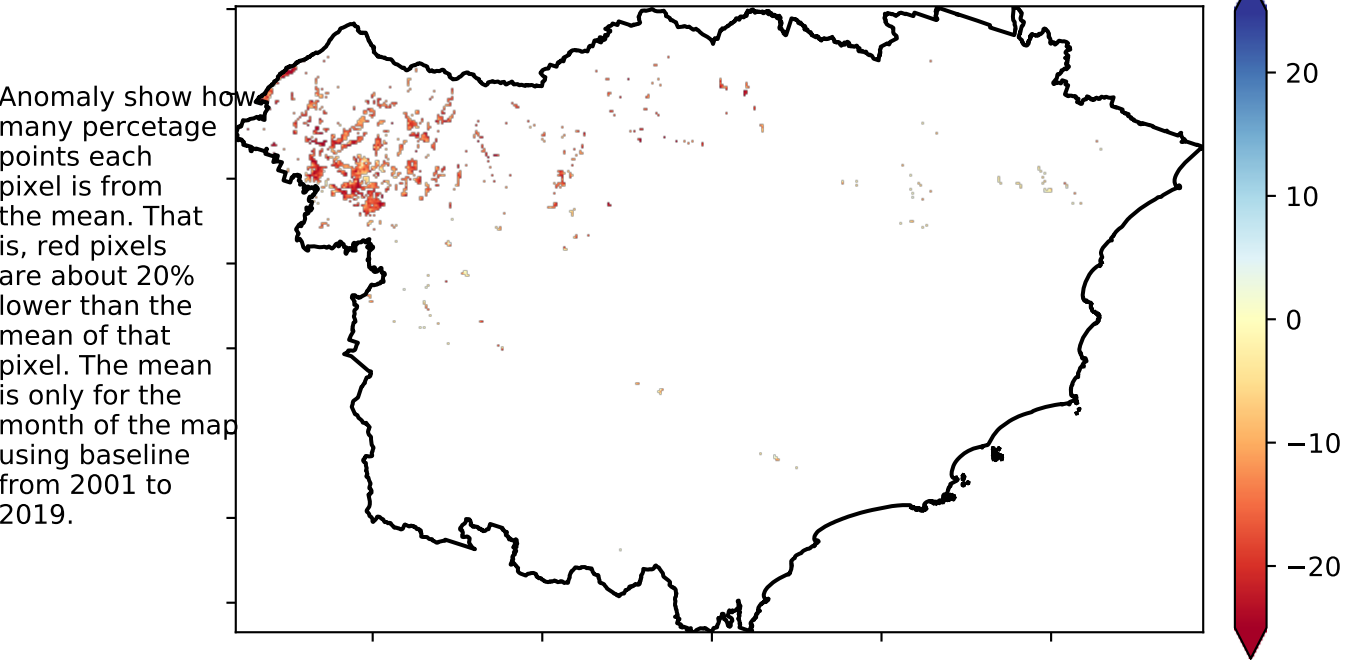 Anomaly show how
many percetage
points each
pixel is from
the mean. That
is, red pixels
are about 20%
lower than the
mean of that
pixel. The mean
is only for the
month of the map
using baseline
from 2001 to
2019.
20
10
0
−10
−20